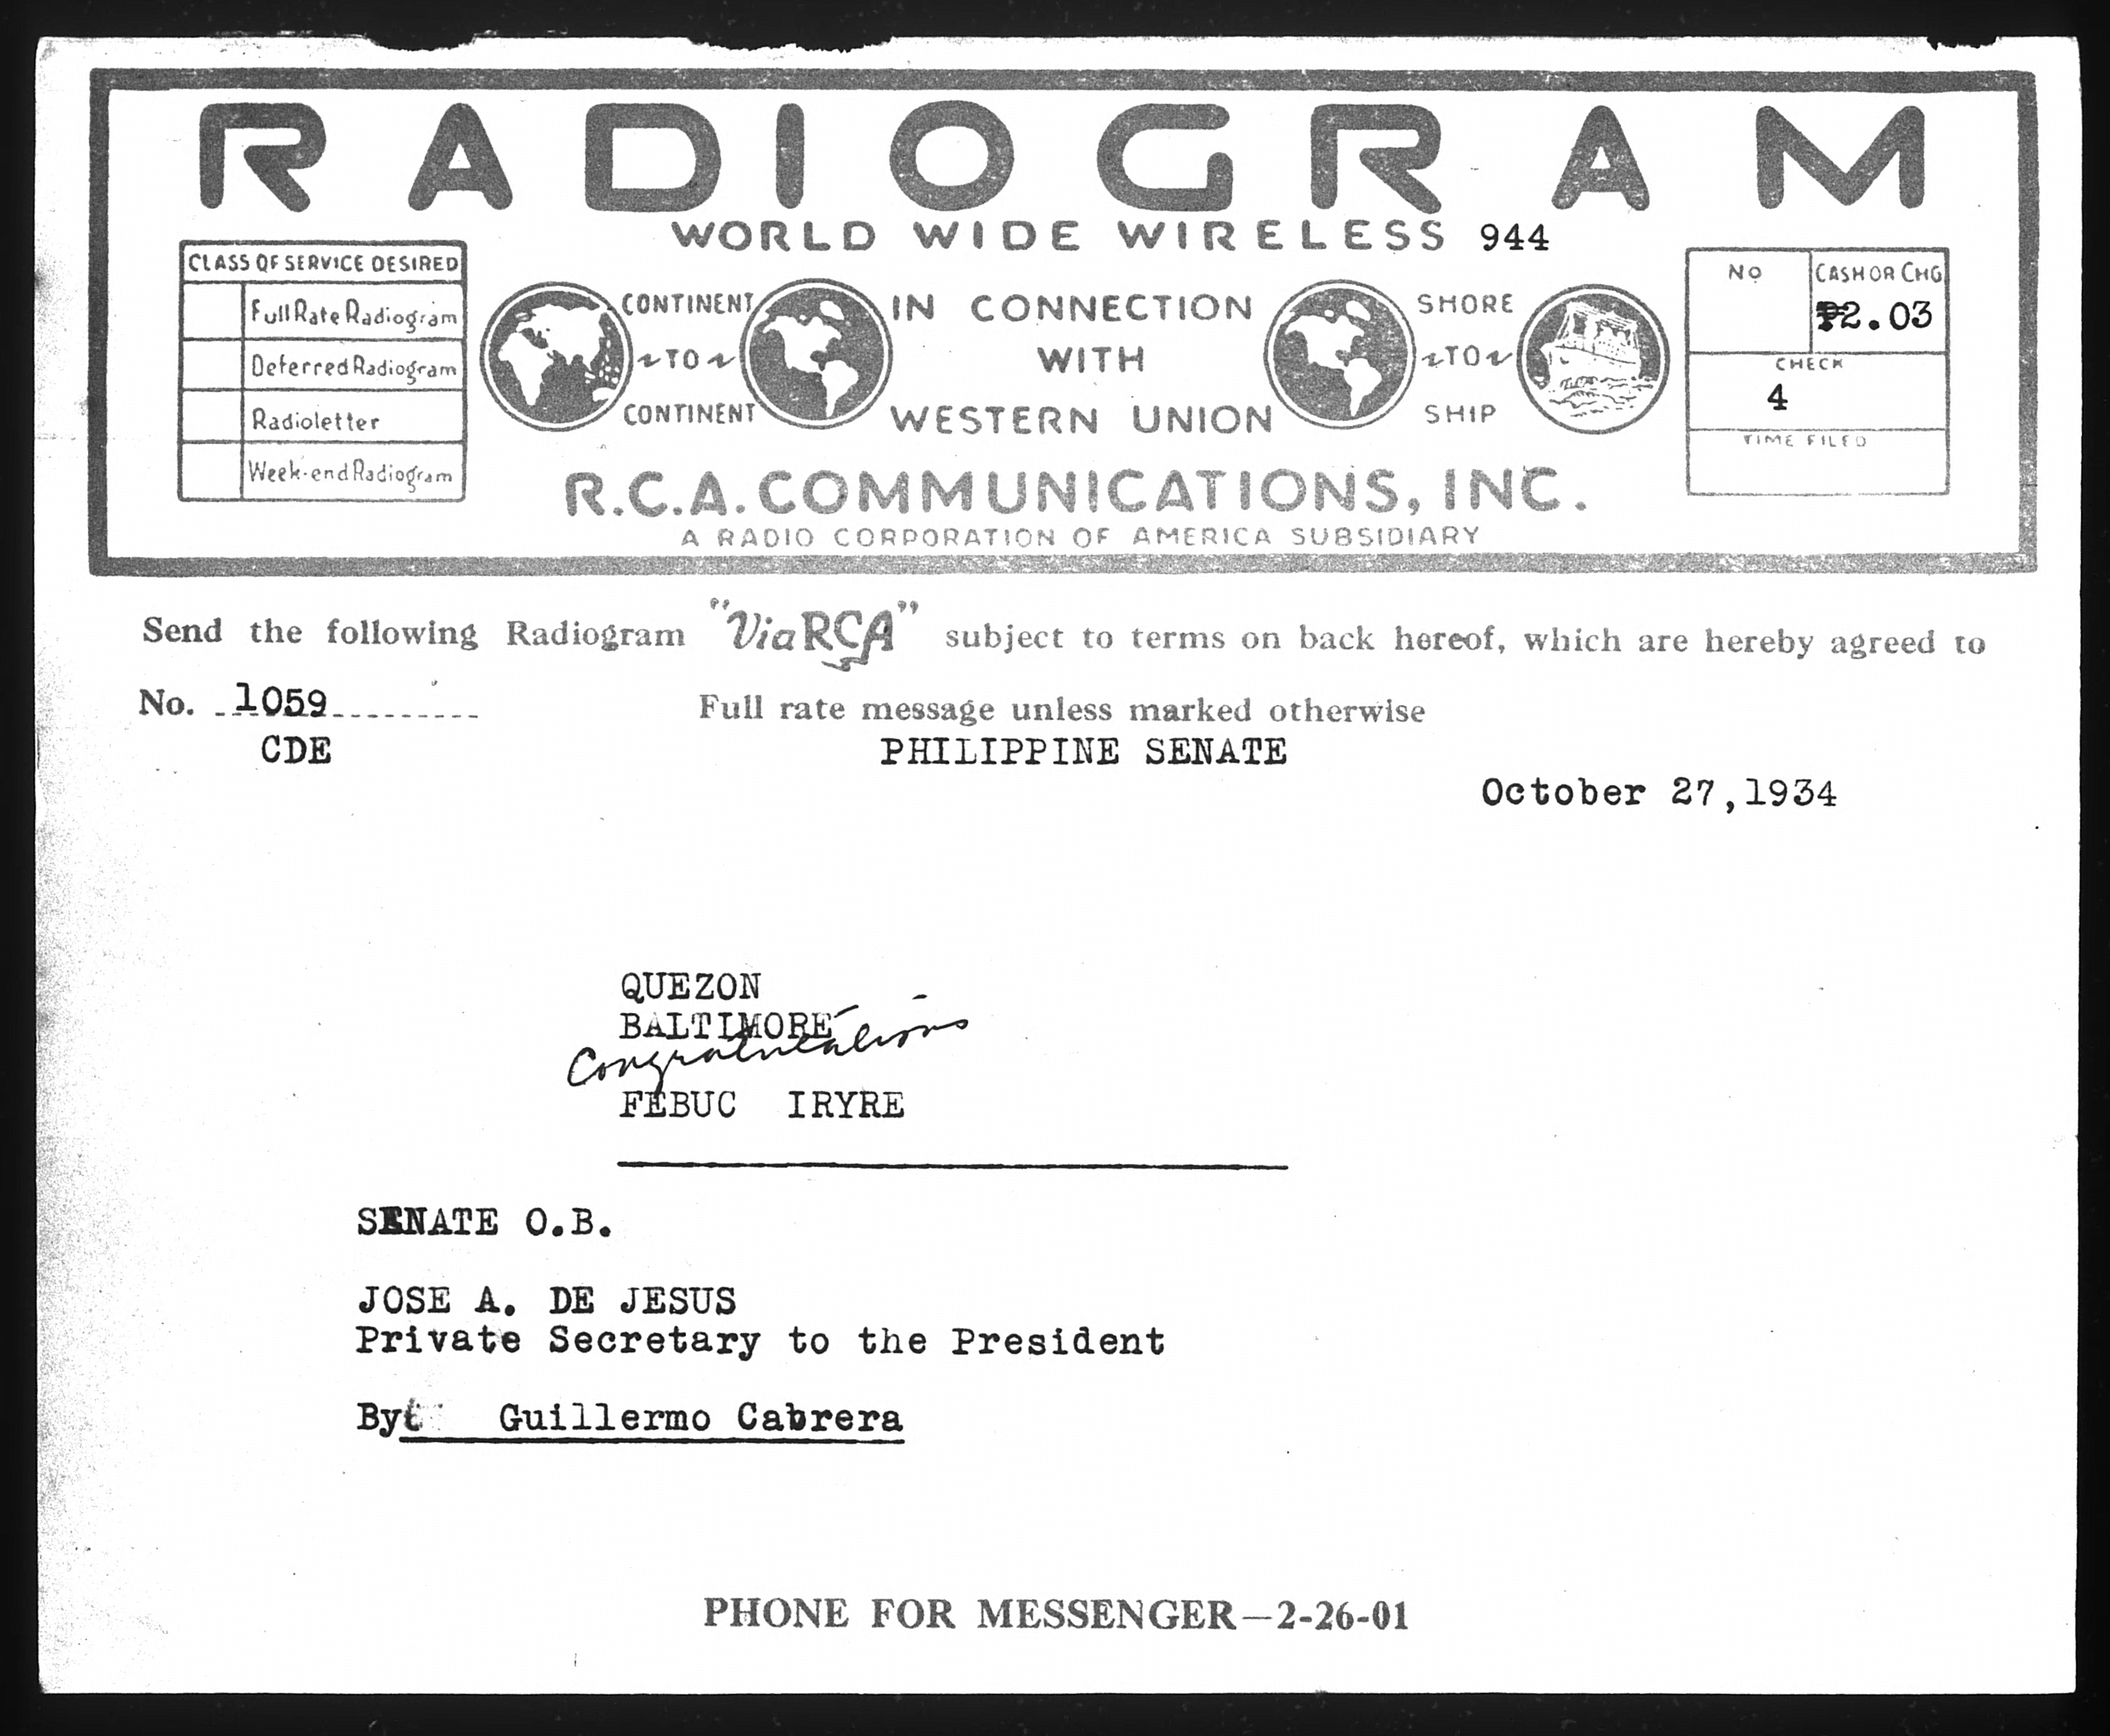 RADIOGRAM
WORLD WIDE WIRELESS 944
CLASS OF SERVICE DESIRED
Full Rate Radiogram
Deferred Radiogram
Radioletter
Week-end Radiogram
CONTINENT
TO
CONTINENT
IN CONNECTION
WITH
WESTERN UNION
SHORE
TO
SHIP
No
CASH OR CHG
₱2.03
CHECK
4
TIME FILED
R.C.A. COMMUNICATIONS, INC.
A RADIO CORPORATION OF AMERICA SUBSIDIARY
Send the following Radiogram "Via RCA" subject to terms on back hereof, which are hereby agreed to
No. 1059 Full rate message unless marked otherwise
CDE PHILIPPINE SENATE
October 27,1934
QUEZON
BALTIMORE
Congratulations
FEBUC IRYRE
SENATE O.B.
JOSE A. DE JESUS
Private Secretary to the President
By: Guillermo Cabrera
PHONE FOR MESSENGER—2-26-01